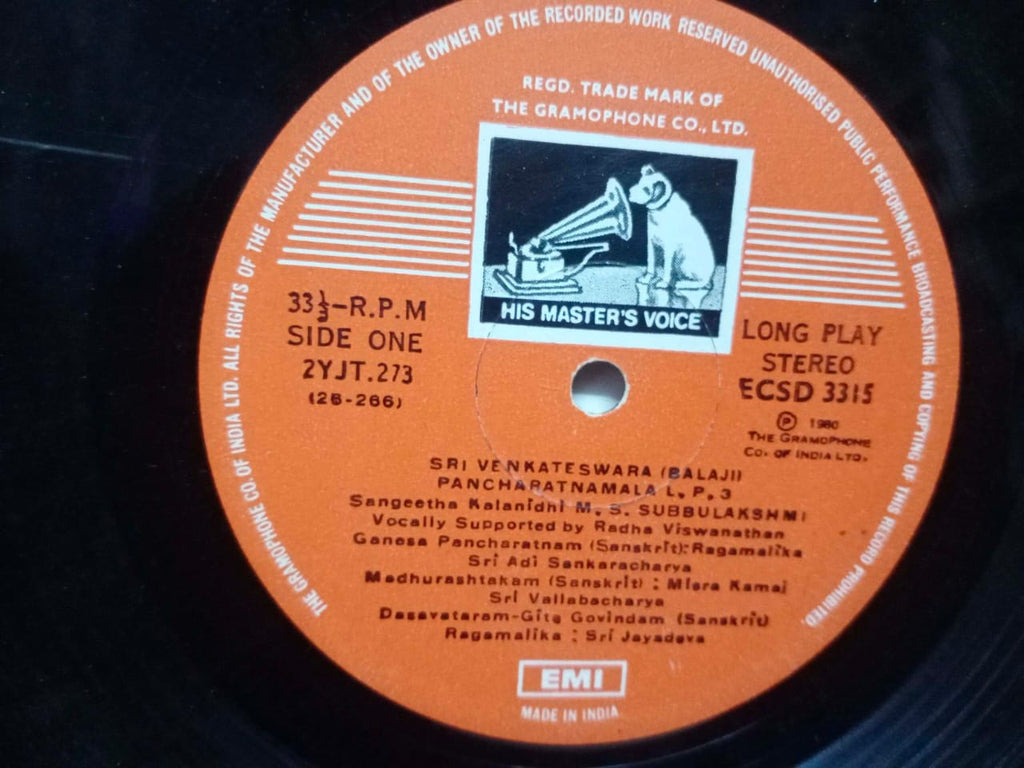 THE GRAMOPHONE CO. OF INDIA LTD. ALL RIGHTS OF THE MANUFACTURER AND OF THE OWNER OF THE RECORDED WORK RESERVED UNAUTHORISED PUBLIC PERFORMANCE BROADCASTING AND COPYING OF THIS RECORD PROHIBITED.
REGD. TRADE MARK OF
THE GRAMOPHONE CO., LTD.
HIS MASTER'S VOICE
33⅓-R.P.M
SIDE ONE
2YJT.273
(2B-266)
LONG PLAY
STEREO
ECSD 3315
Ⓟ 1980
THE GRAMOPHONE
CO. OF INDIA LTD.
SRI VENKATESWARA (BALAJI)
PANCHARATNAMALA L.P.3
Sangeetha Kalanidhi M. S. SUBBULAKSHMI
Vocally Supported by Radha Viswanathan
Ganesa Pancharatnam (Sanskrit):Ragamalika
Sri Adi Sankaracharya
Madhurashtakam (Sanskrit) : Misra Kamaj
Sri Vallabacharya
Dasavataram-Gita Govindam (Sanskrit)
Ragamalika : Sri Jayadeva
EMI
MADE IN INDIA